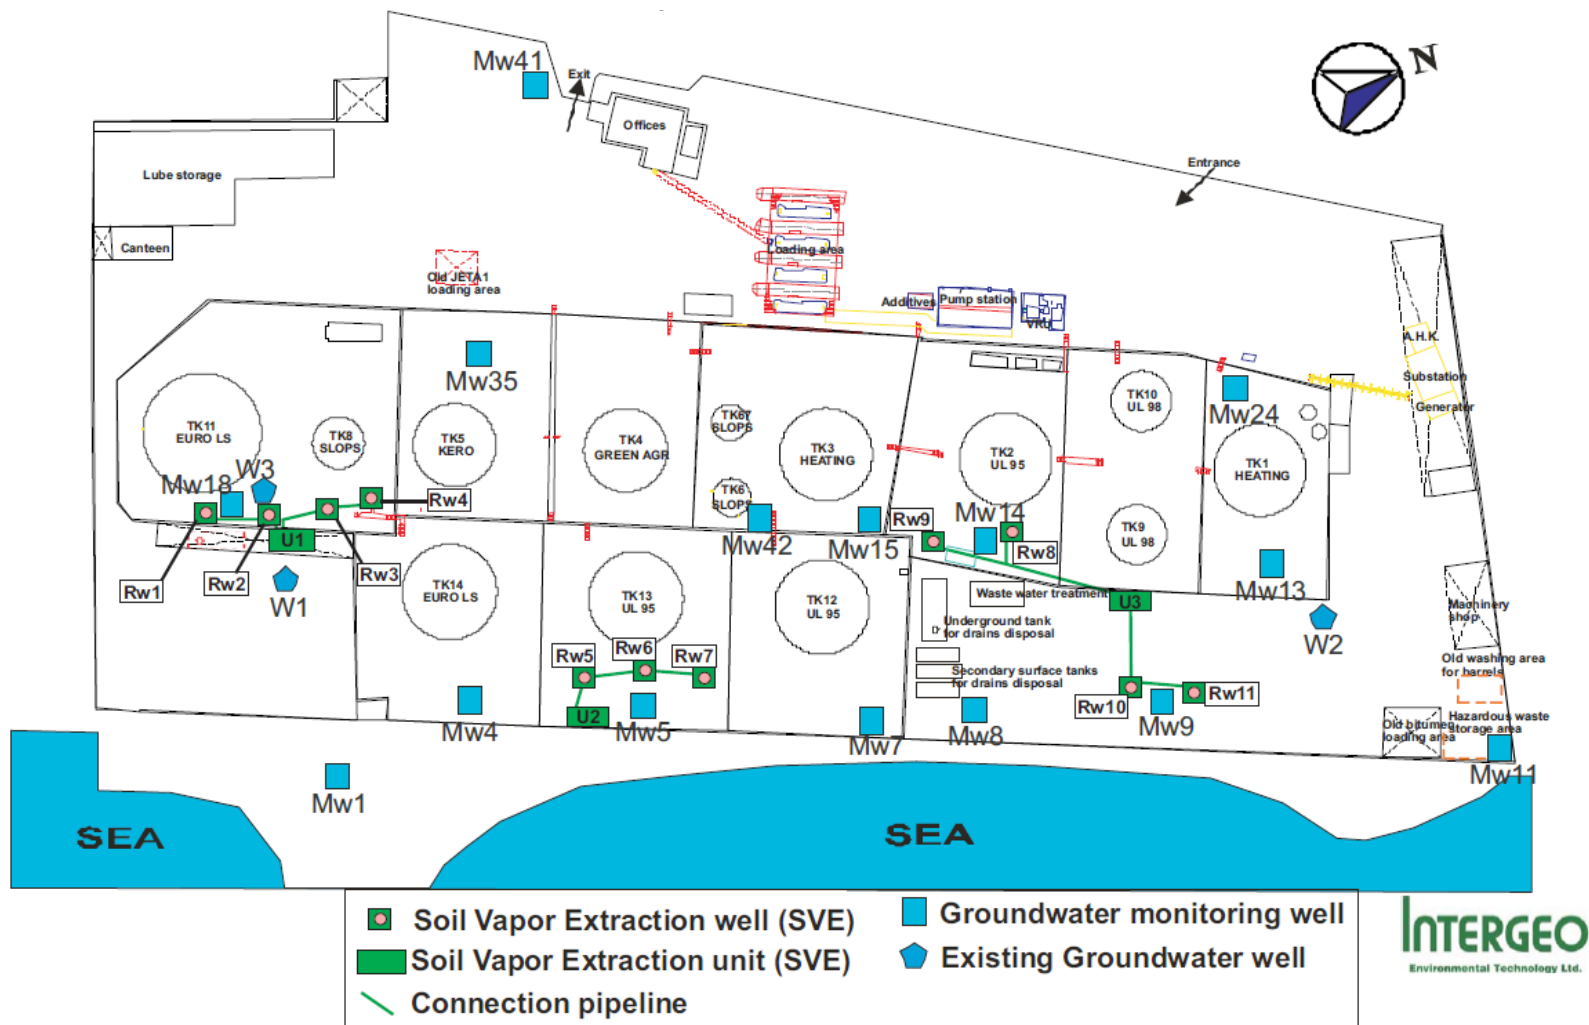 Mw41
Exit
N
Offices
Entrance
Lube storage
Canteen
Loading area
Old JETA1
loading area
Additives
Pump station
VRU
A.H.K.
Substation
Generator
Mw35
Mw24
TK10
UL 98
TK11
EURO LS
TK8
SLOPS
TK5
KERO
TK4
GREEN AGR
TK67
SLOPS
TK3
HEATING
TK2
UL 95
TK1
HEATING
W3
Mw18
TK6
SLOPS
Rw4
Rw9
Mw14
TK9
UL 98
U1
Mw42
Mw15
Rw8
Rw1
Rw2
Rw3
W1
TK14
EURO LS
TK13
UL 95
TK12
UL 95
Waste water treatment
U3
Mw13
Underground tank
for drains disposal
W2
Machinery
shop
Rw5
Rw6
Rw7
Secondary surface tanks
for drains disposal
Old washing area
for barrels
Rw10
Rw11
U2
Mw4
Mw5
Mw7
Mw8
Mw9
Old bitumen
loading area
Hazardous waste
storage area
Mw11
Mw1
SEA
SEA
Soil Vapor Extraction well (SVE)
Groundwater monitoring well
Soil Vapor Extraction unit (SVE)
Existing Groundwater well
Connection pipeline
INTERGEO
Environmental Technology Ltd.